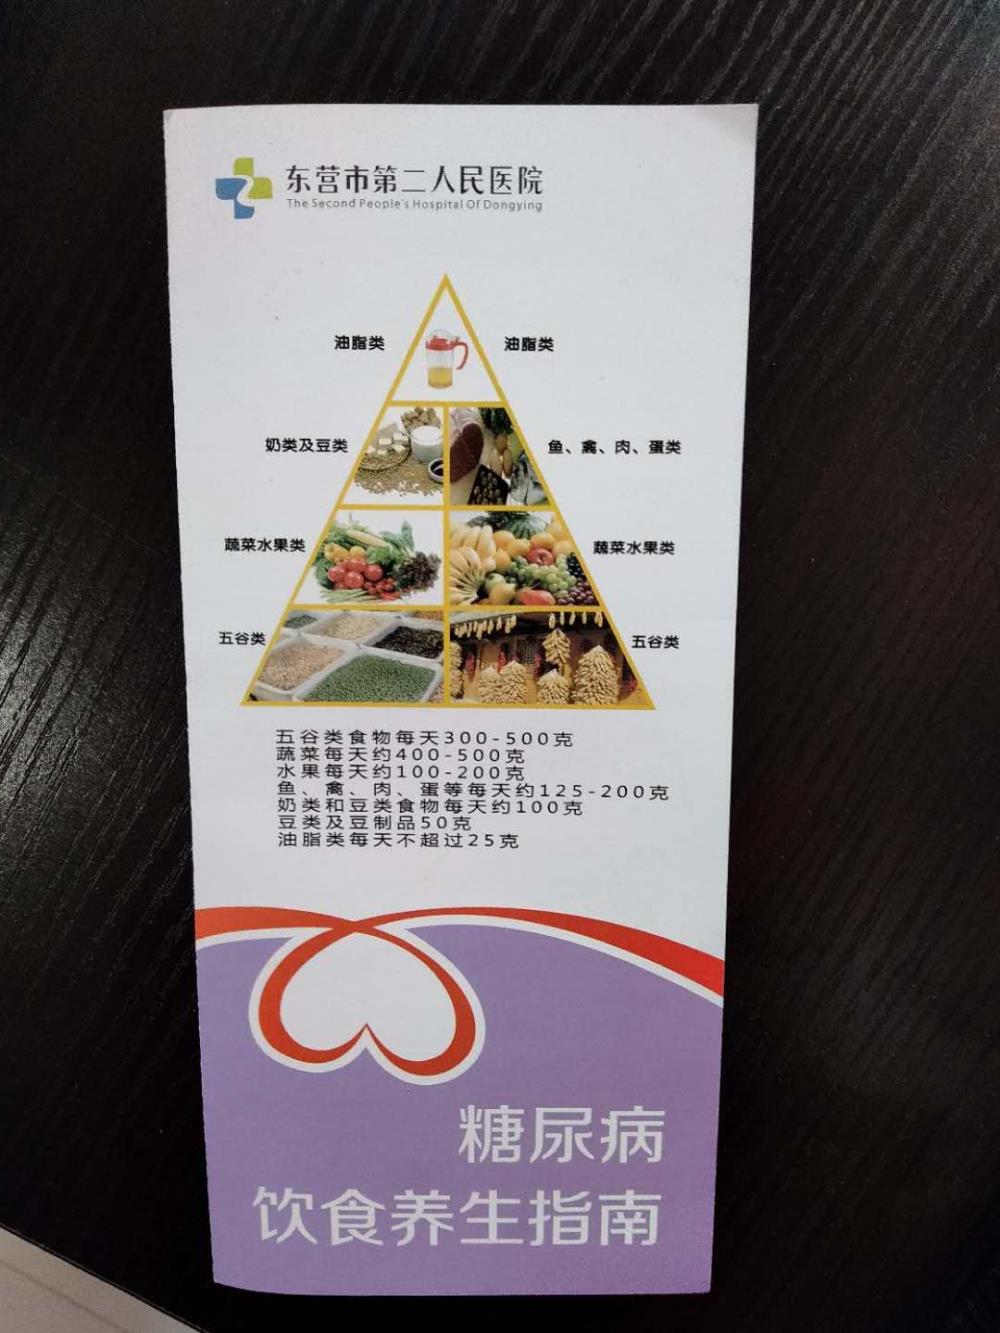 东营市第二人民医院
The Second People's Hospital Of Dongying
油脂类 油脂类
奶类及豆类 鱼、禽、肉、蛋类
蔬菜水果类 蔬菜水果类
五谷类 五谷类
五谷类食物每天300-500克
蔬菜每天约400-500克
水果每天约100-200克
鱼、禽、肉、蛋等每天约125-200克
奶类和豆类食物每天约100克
豆类及豆制品50克
油脂类每天不超过25克
糖尿病
饮食养生指南